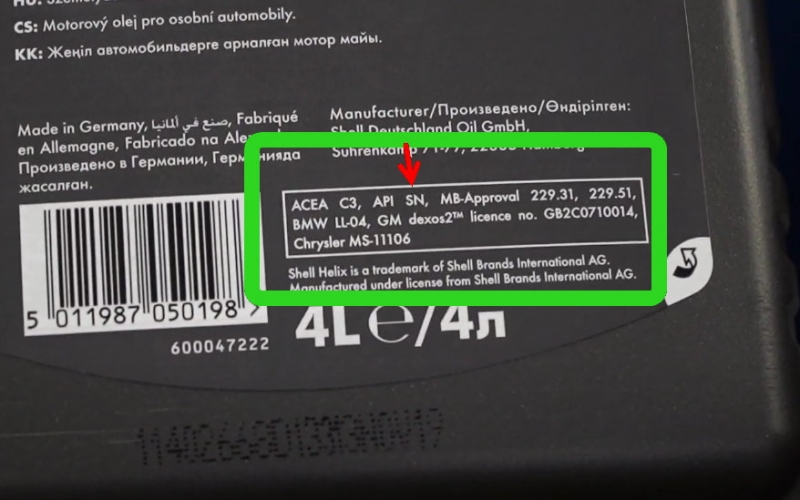 CS: Motorový olej pro osobní automobily.
KK: Жеңіл автомобильдерге арналған мотор майы.
Made in Germany, صنع في ألمانيا, Fabriqué
en Allemagne, Fabricado na
Произведено в Германии,
жасалған.
Manufacturer/Произведено/Өндірілген:
Shell Deutschland Oil GmbH,
ACEA C3, API SN, MB-Approval 229.31, 229.51,
BMW LL-04, GM dexos2™ licence no. GB2C0710014,
Chrysler MS-11106
Shell Helix is a trademark of Shell Brands International AG.
Manufactured under license from Shell Brands International AG.
5 011987 050198
600047222
4L ℮/4л